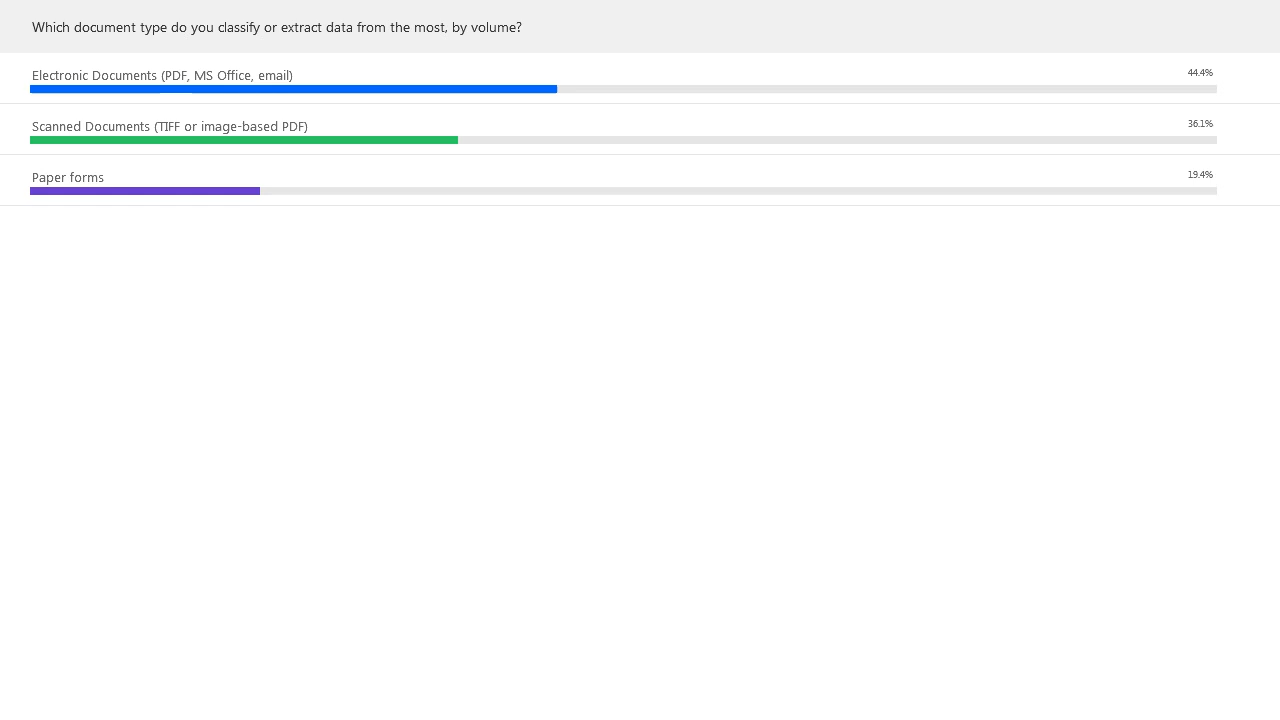 Which document type do you classify or extract data from the most, by volume?
Electronic Documents (PDF, MS Office, email)
44.4%
Scanned Documents (TIFF or image-based PDF)
36.1%
Paper forms
19.4%